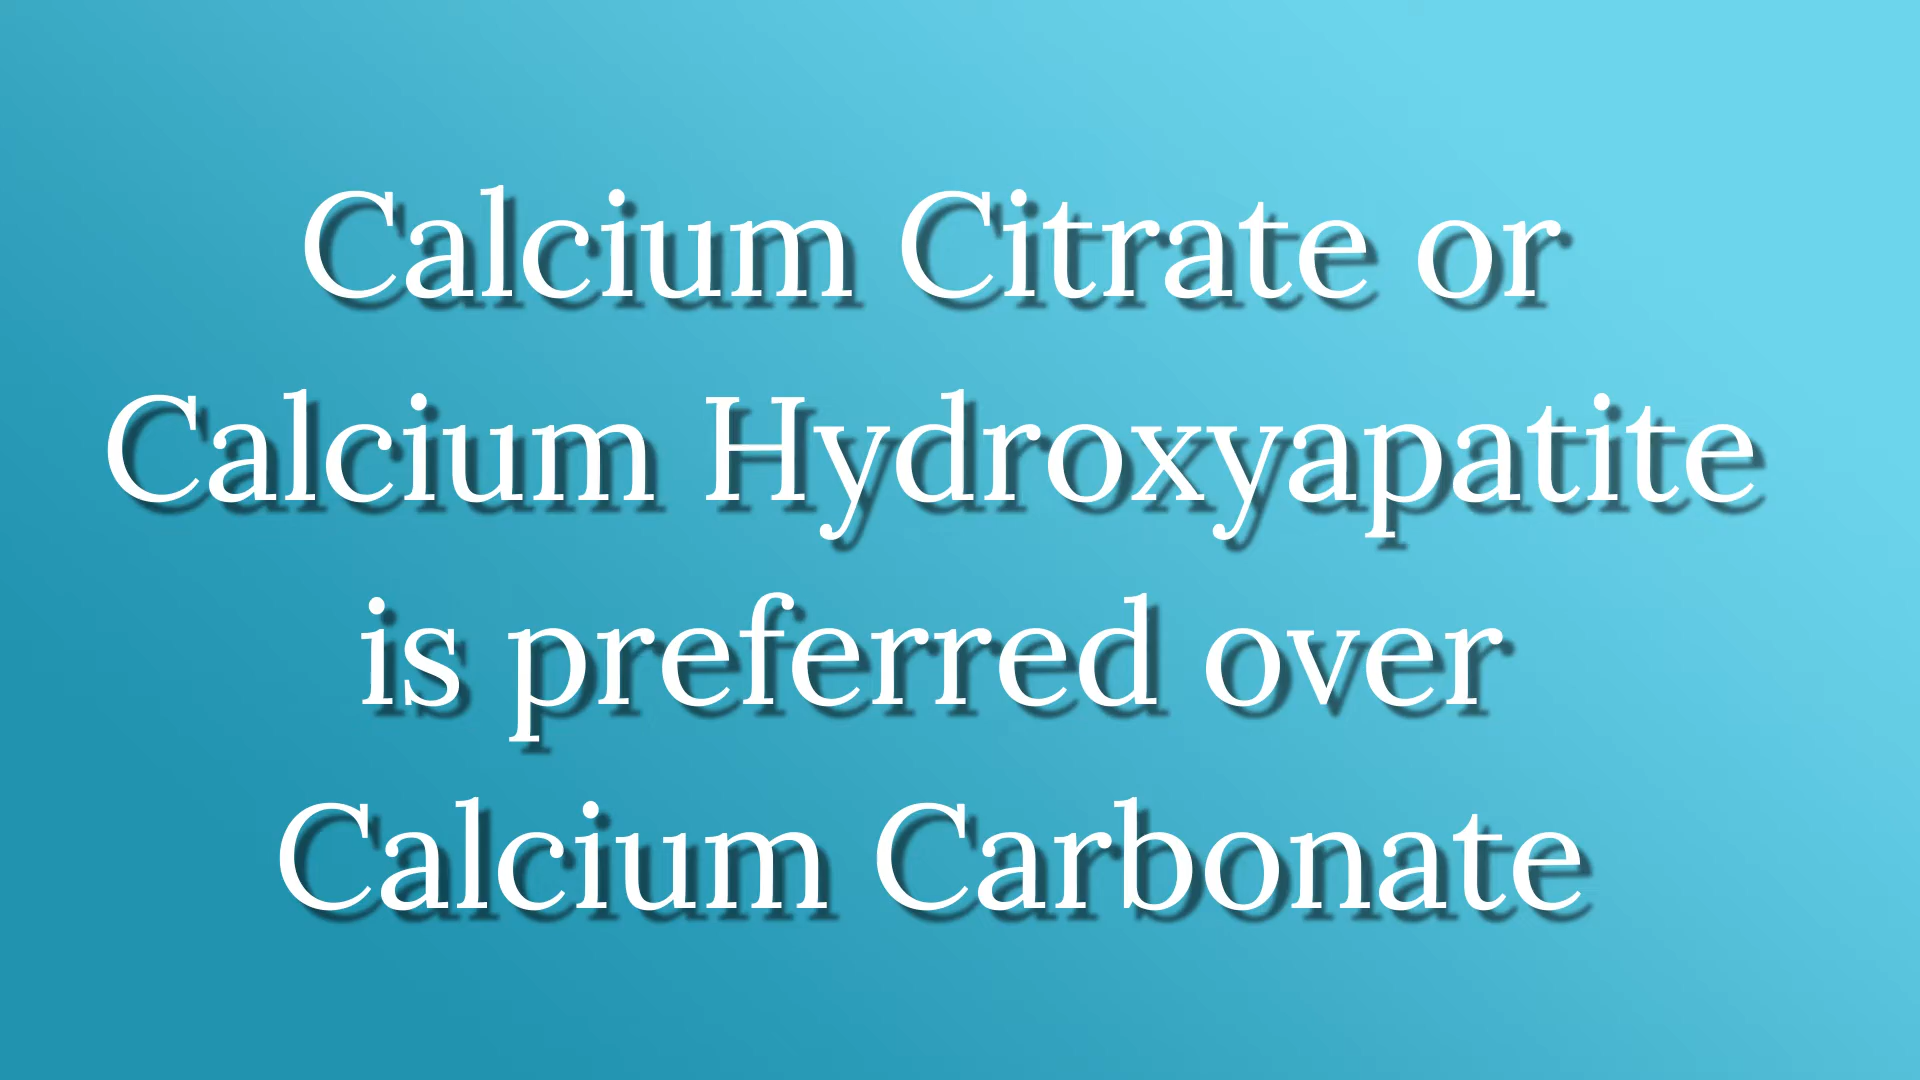 Calcium Citrate or
Calcium Hydroxyapatite
is preferred over
Calcium Carbonate